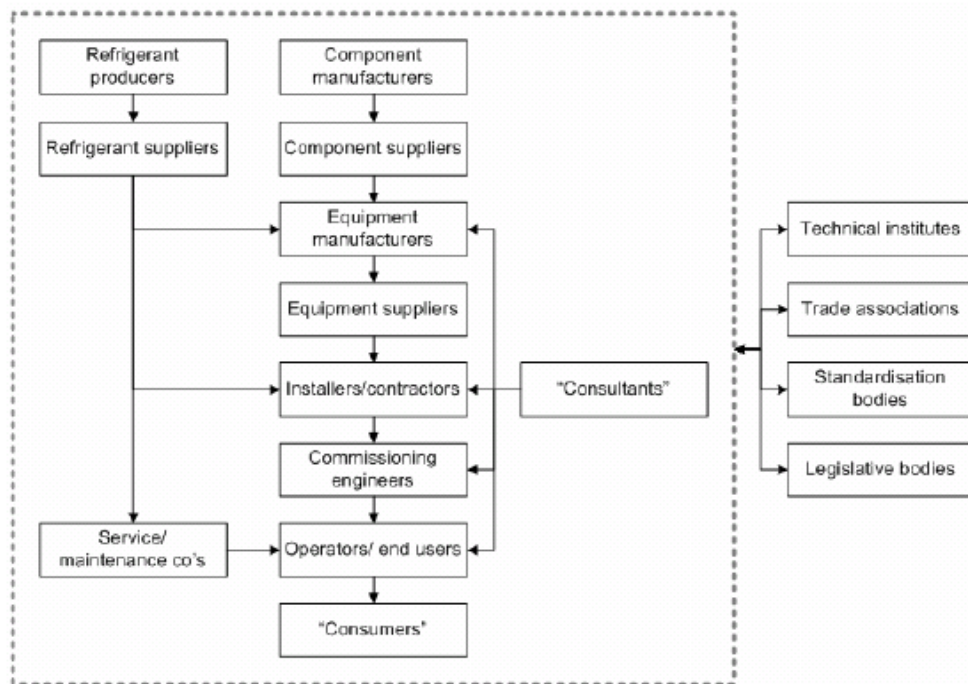 Refrigerant
producers
Component
manufacturers
Refrigerant suppliers
Component suppliers
Equipment
manufacturers
Technical institutes
Equipment suppliers
Trade associations
Installers/contractors
“Consultants”
Standardisation
bodies
Commissioning
engineers
Legislative bodies
Service/
maintenance co's
Operators/ end users
“Consumers”